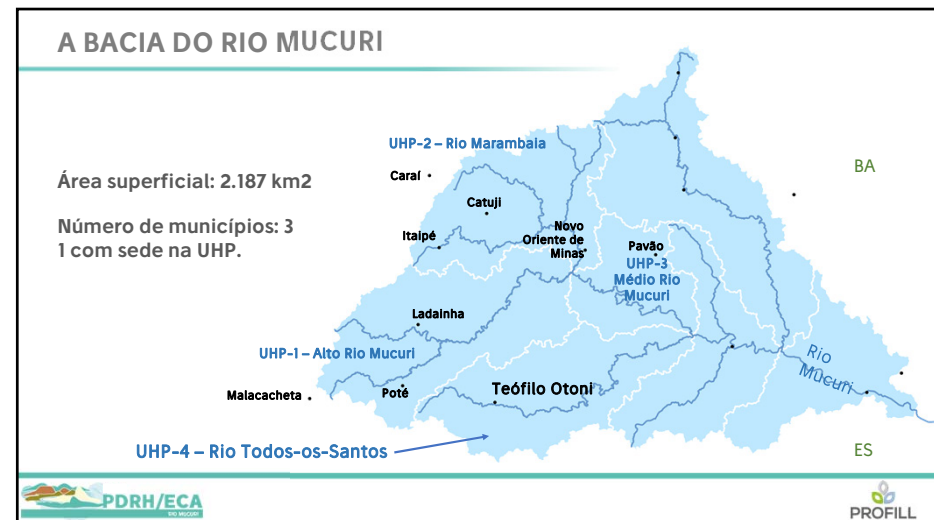 A BACIA DO RIO MUCURI
Área superficial: 2.187 km2
Número de municípios: 3
1 com sede na UHP.
UHP-2 – Rio Marambaia
Caraí
Catuji
Itaipé
Novo
Oriente de
Minas
Pavão
UHP-3
Médio Rio
Mucuri
BA
Ladainha
UHP-1 – Alto Rio Mucuri
Malacacheta
Poté
Teófilo Otoni
Rio
Mucuri
UHP-4 – Rio Todos-os-Santos
ES
PDRH/ECA
RIO MUCURI
PROFILL